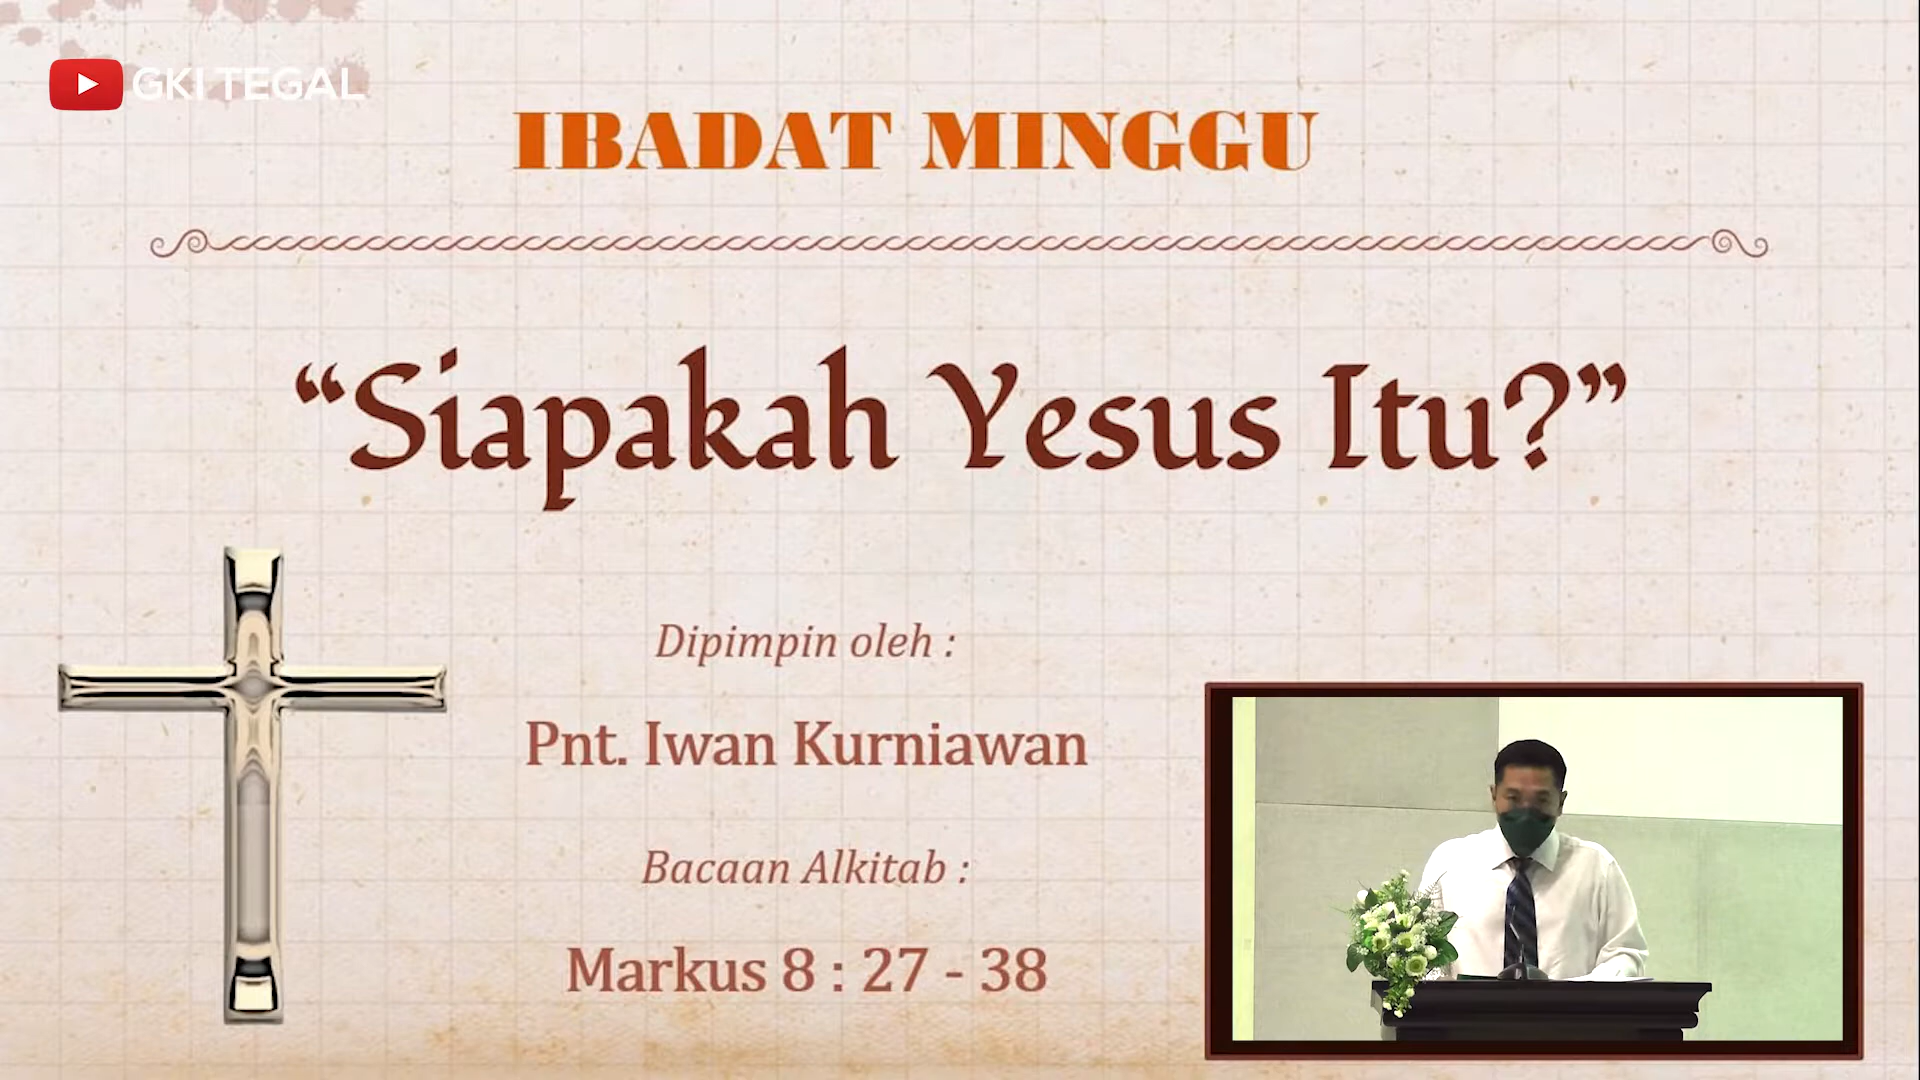 GKI TEGAL
IBADAT MINGGU
“Siapakah Yesus Itu?”
Dipimpin oleh :
Pnt. Iwan Kurniawan
Bacaan Alkitab :
Markus 8 : 27 - 38